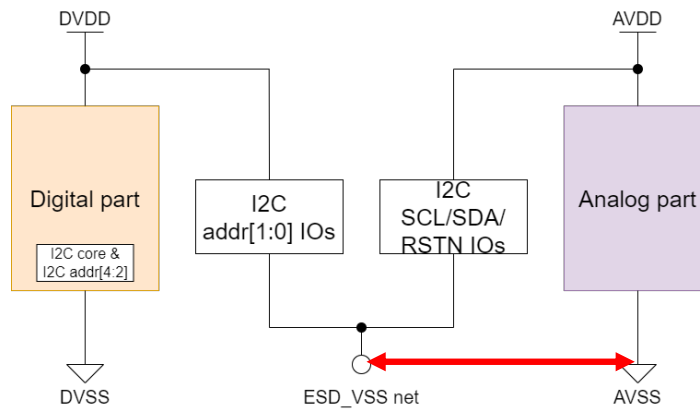 DVDD
AVDD
Digital part
I2C core &
I2C addr[4:2]
I2C
addr[1:0] IOs
I2C
SCL/SDA/
RSTN IOs
Analog part
DVSS
ESD_VSS net
AVSS